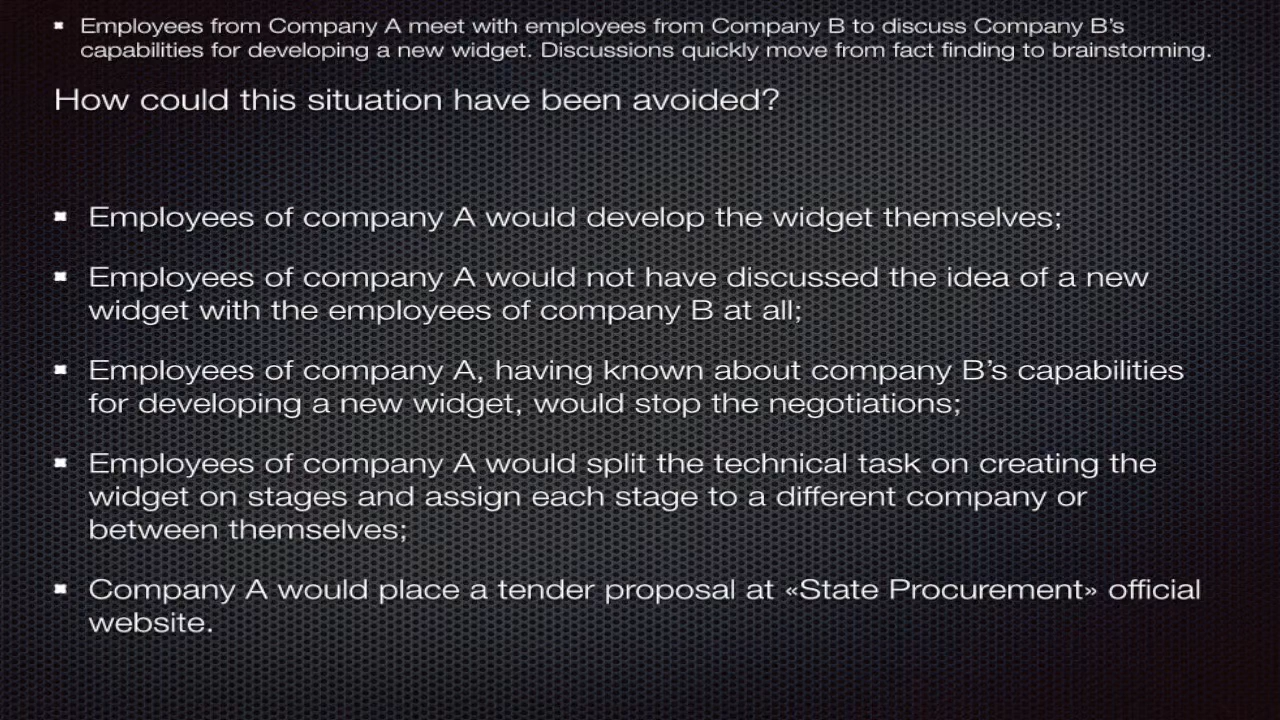 Employees from Company A meet with employees from Company B to discuss Company B’s
capabilities for developing a new widget. Discussions quickly move from fact finding to brainstorming.
How could this situation have been avoided?
Employees of company A would develop the widget themselves;
Employees of company A would not have discussed the idea of a new
widget with the employees of company B at all;
Employees of company A, having known about company B’s capabilities
for developing a new widget, would stop the negotiations;
Employees of company A would split the technical task on creating the
widget on stages and assign each stage to a different company or
between themselves;
Company A would place a tender proposal at «State Procurement» official
website.